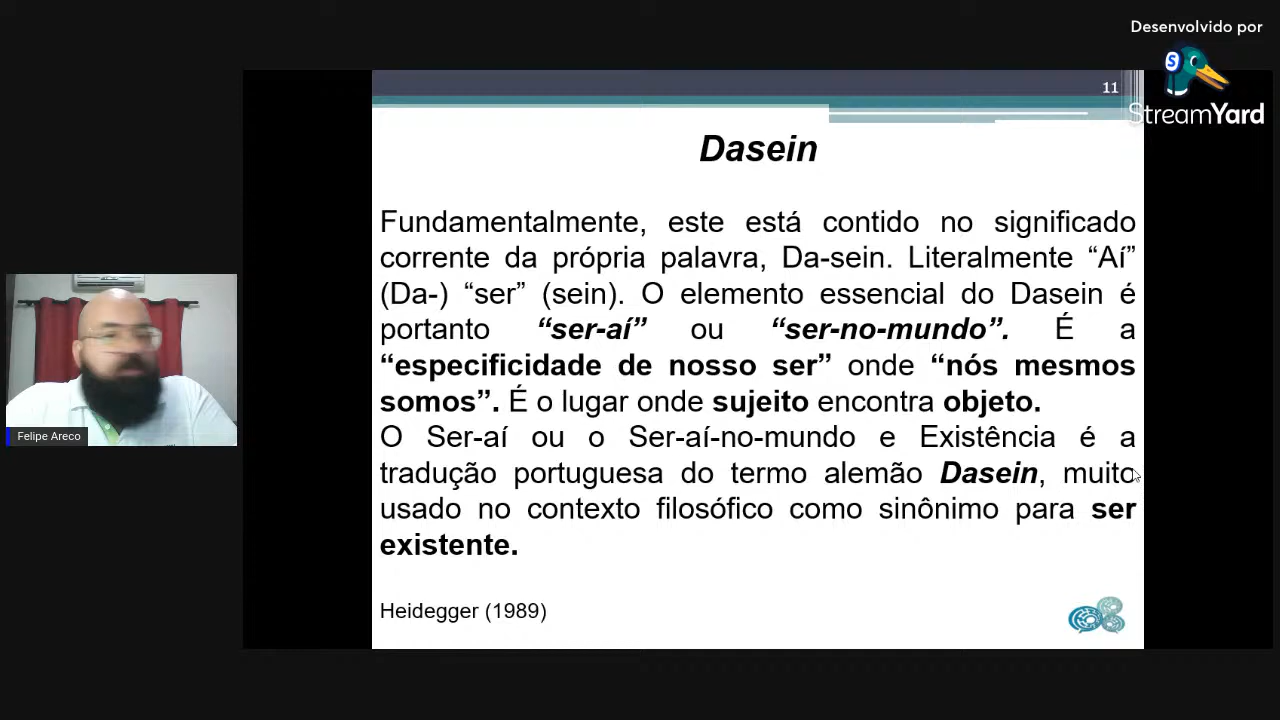 Desenvolvido por
StreamYard
11
Dasein
Fundamentalmente, este está contido no significado
corrente da própria palavra, Da-sein. Literalmente “Aí”
(Da-) “ser” (sein). O elemento essencial do Dasein é
portanto “ser-aí” ou “ser-no-mundo”. É a
“especificidade de nosso ser” onde “nós mesmos
somos”. É o lugar onde sujeito encontra objeto.
O Ser-aí ou o Ser-aí-no-mundo e Existência é a
tradução portuguesa do termo alemão Dasein, muito
usado no contexto filosófico como sinônimo para ser
existente.
Heidegger (1989)
Felipe Areco